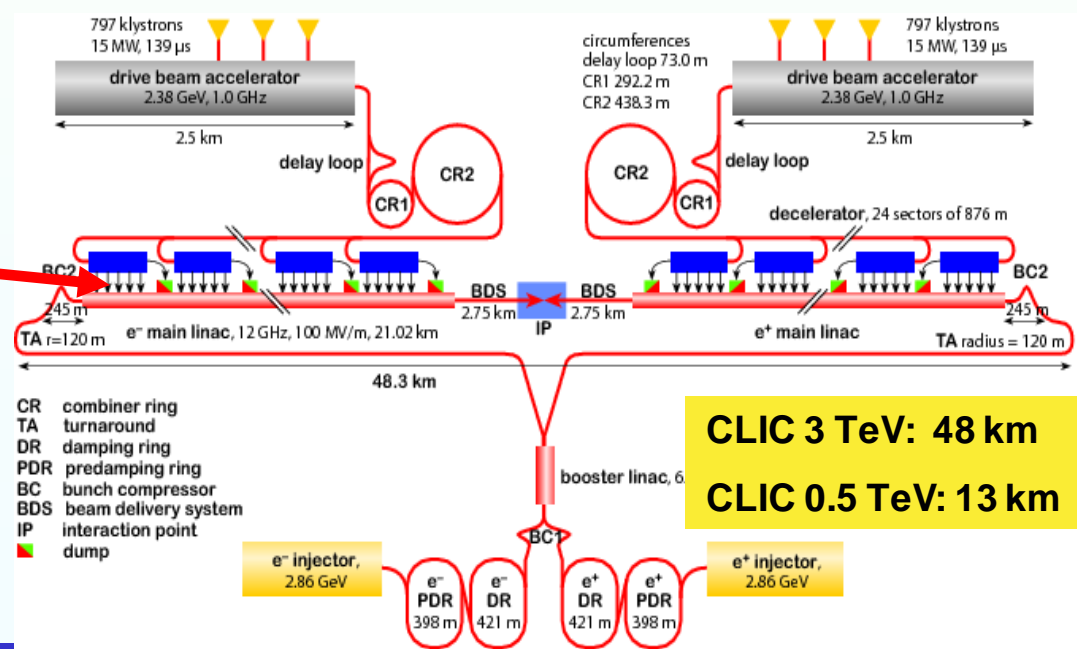 797 klystrons
15 MW, 139 µs
drive beam accelerator
2.38 GeV, 1.0 GHz
2.5 km
delay loop
CR1
CR2
circumferences
delay loop 73.0 m
CR1 292.2 m
CR2 438.3 m
797 klystrons
15 MW, 139 µs
drive beam accelerator
2.38 GeV, 1.0 GHz
2.5 km
delay loop
CR2
CR1
decelerator, 24 sectors of 876 m
BC2
245 m
TA r=120 m
e⁻ main linac, 12 GHz, 100 MV/m, 21.02 km
BDS
2.75 km
IP
BDS
2.75 km
e⁺ main linac
BC2
245 m
TA radius = 120 m
48.3 km
CR combiner ring
TA turnaround
DR damping ring
PDR predamping ring
BC bunch compressor
BDS beam delivery system
IP interaction point
dump
CLIC 3 TeV: 48 km
CLIC 0.5 TeV: 13 km
booster linac, 6
BC1
e⁻ injector,
2.86 GeV
e⁻
PDR
398 m
e⁻
DR
421 m
e⁺
DR
421 m
e⁺
PDR
398 m
e⁺ injector,
2.86 GeV